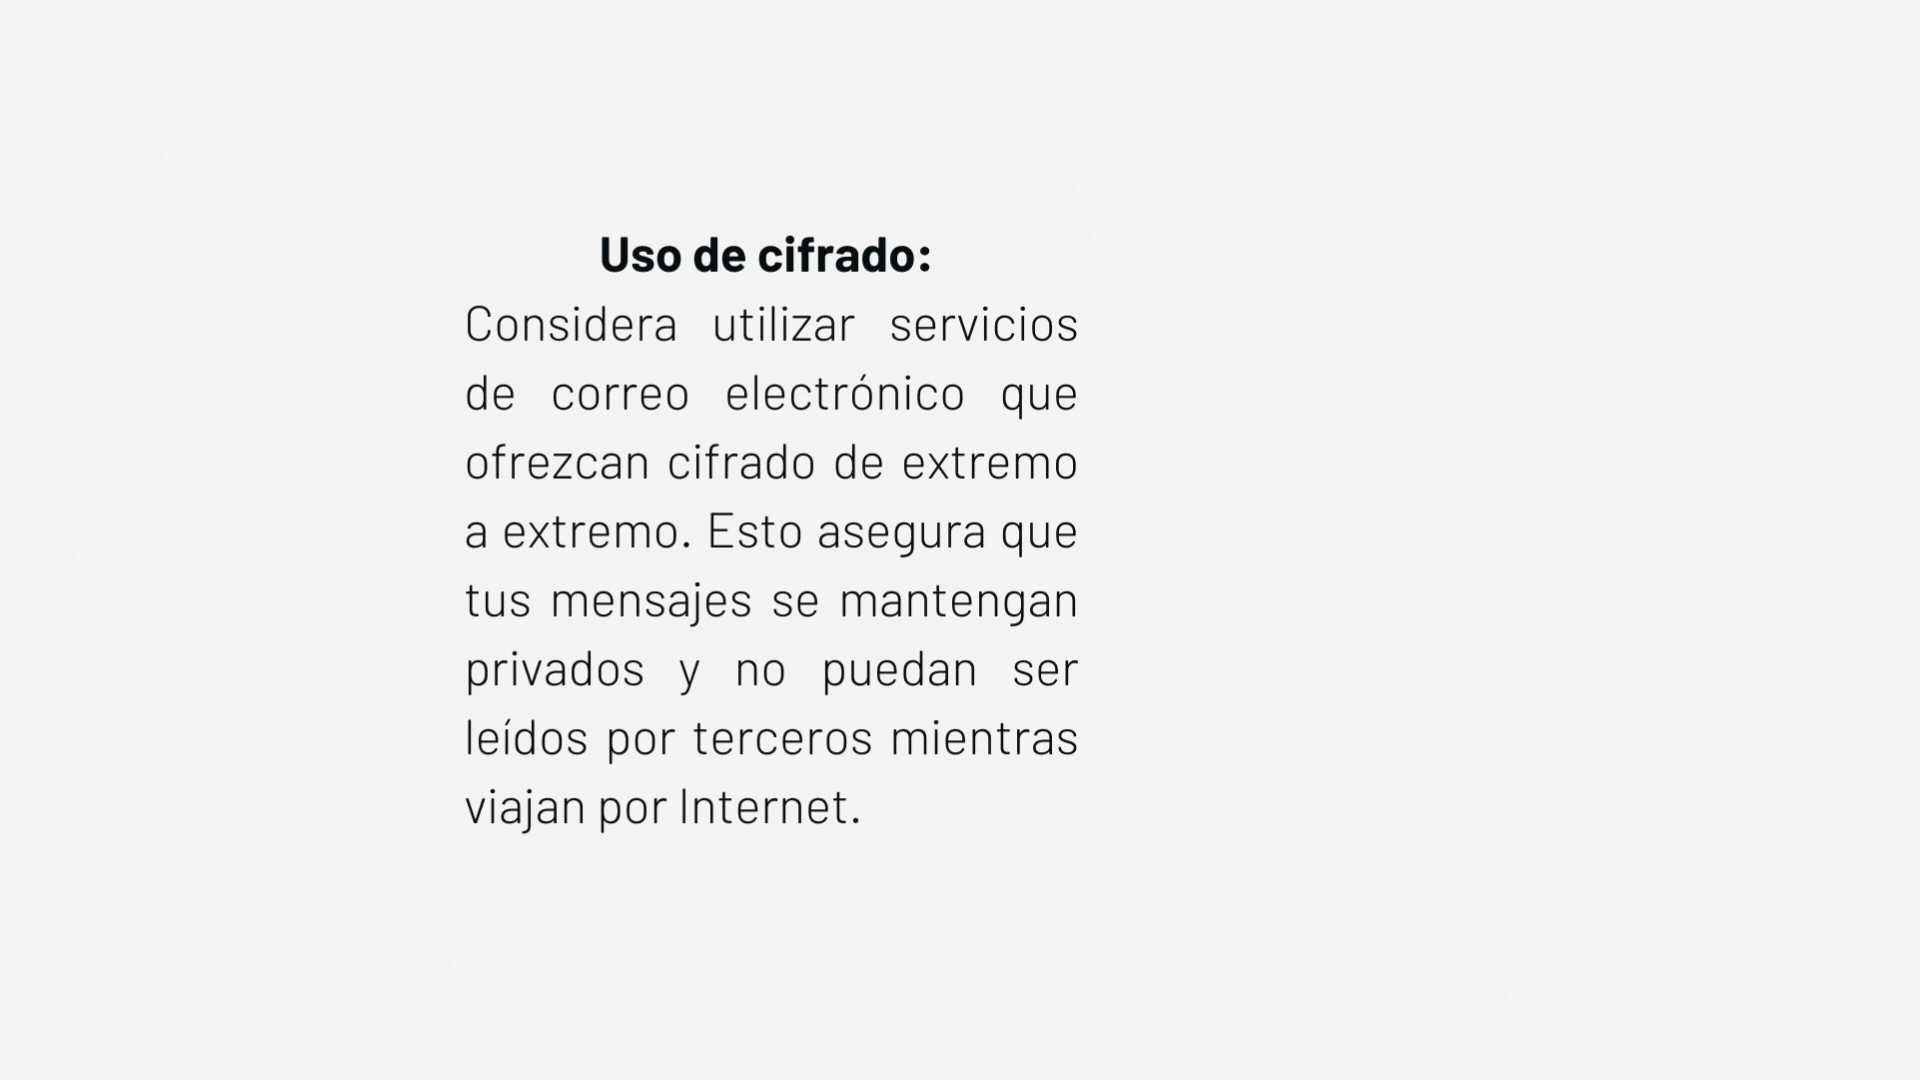 Uso de cifrado:
Considera utilizar servicios
de correo electrónico que
ofrezcan cifrado de extremo
a extremo. Esto asegura que
tus mensajes se mantengan
privados y no puedan ser
leídos por terceros mientras
viajan por Internet.